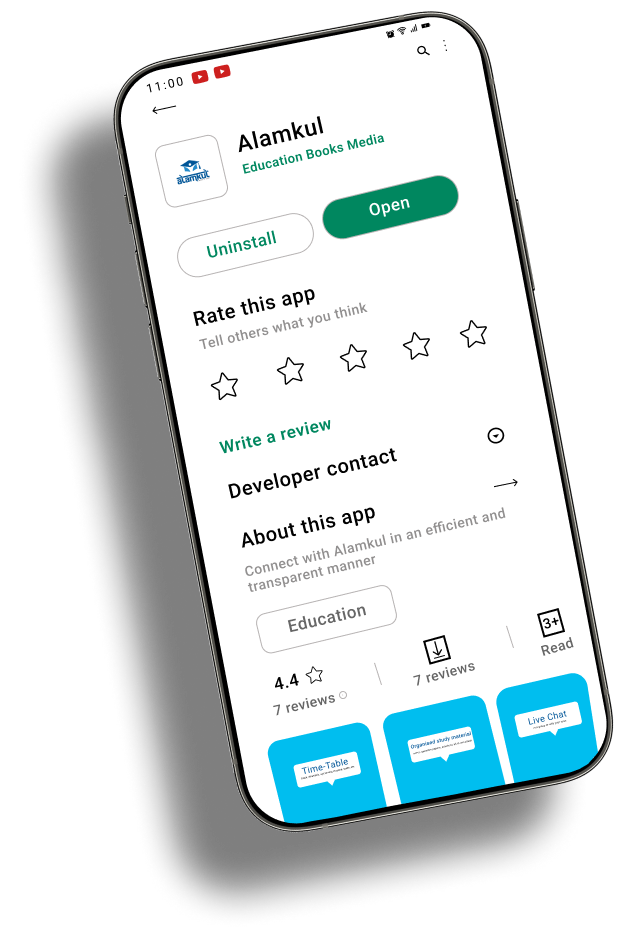 11:00
Alamkul
Education Books Media
alamkul
Uninstall
Open
Rate this app
Tell others what you think
Write a review
Developer contact
About this app
Connect with Alamkul in an efficient and
transparent manner
Education
4.4
7 reviews
7 reviews
3+
Read
Time-Table
Organised study material
Live Chat